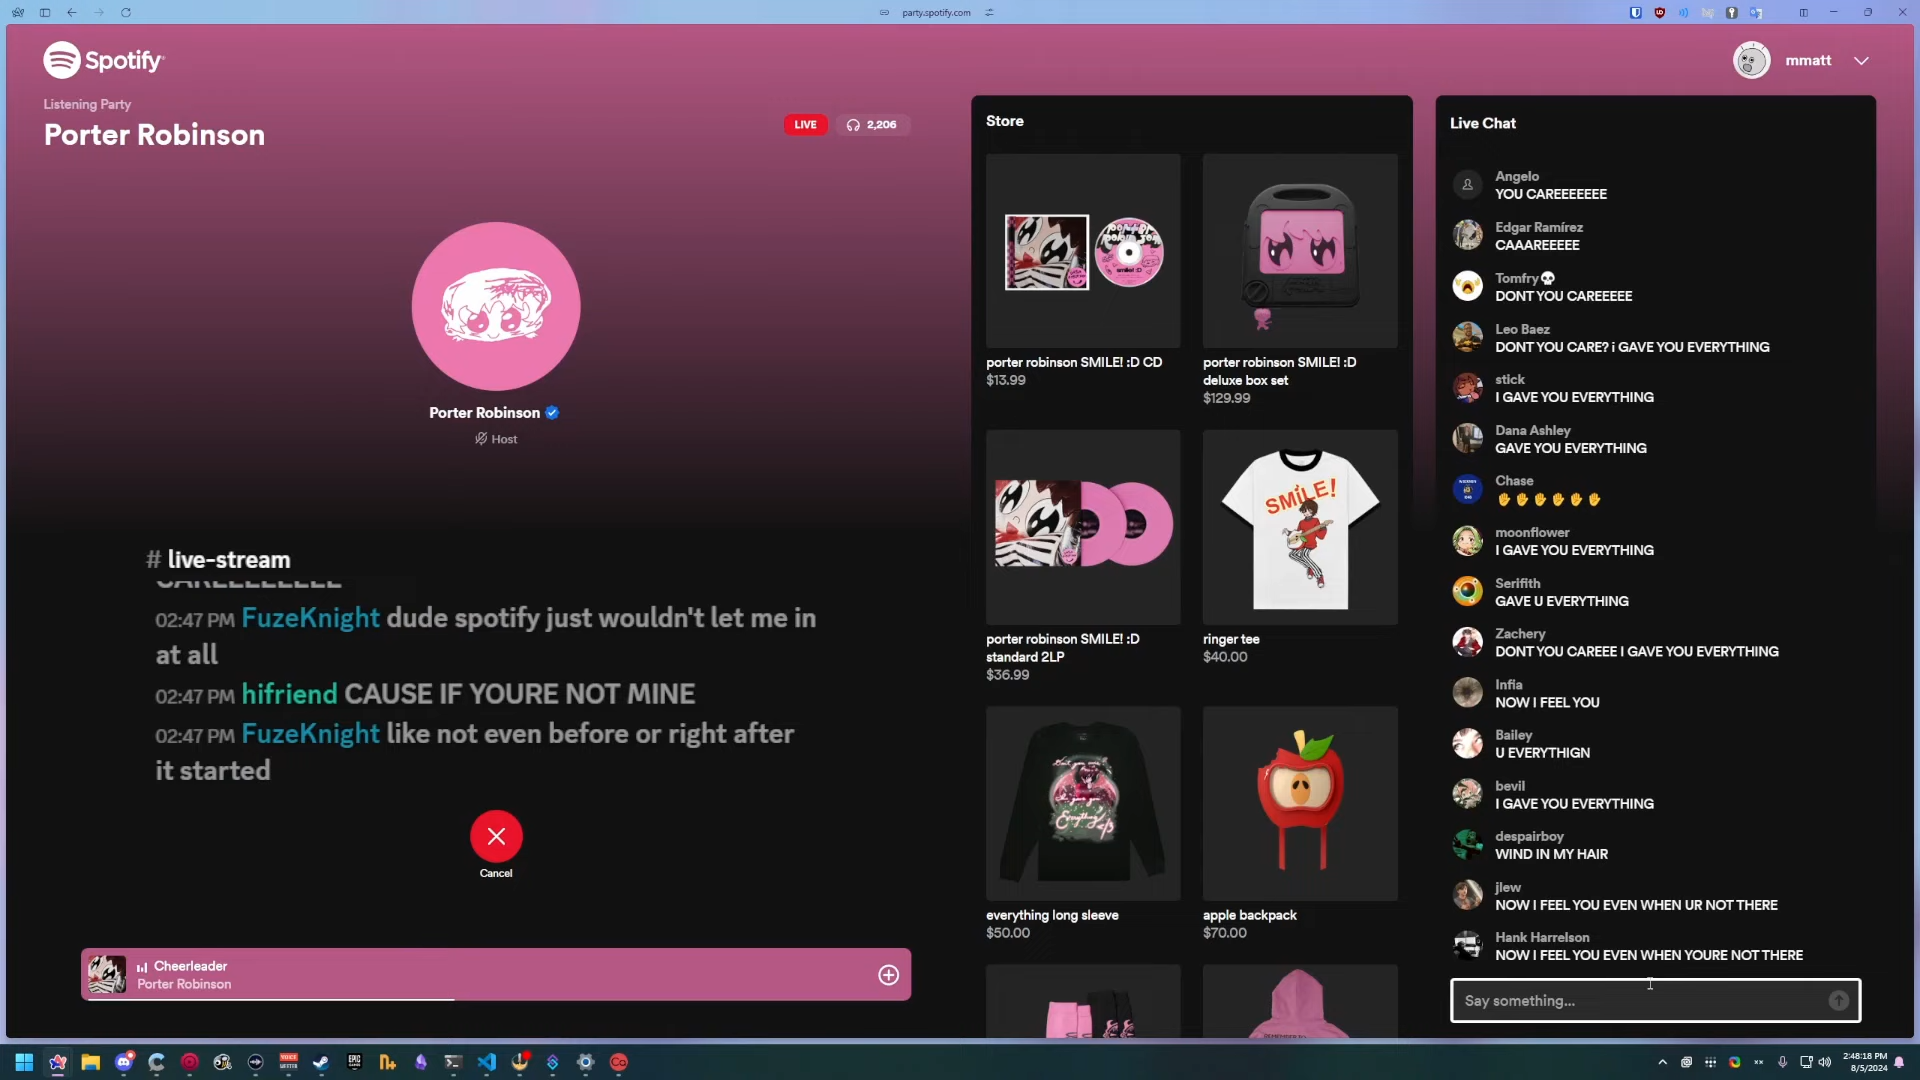 party.spotify.com
Spotify
mmatt
Listening Party
Porter Robinson
LIVE
2,206
Porter Robinson
Host
# live-stream
02:47 PM FuzeKnight dude spotify just wouldn't let me in
at all
02:47 PM hifriend CAUSE IF YOURE NOT MINE
02:47 PM FuzeKnight like not even before or right after
it started
Cancel
Cheerleader
Porter Robinson
Store
porter robinson SMILE! :D CD
$13.99
porter robinson SMILE! :D
deluxe box set
$129.99
porter robinson SMILE! :D
standard 2LP
$36.99
SMiLE!
ringer tee
$40.00
Everything
everything long sleeve
$50.00
apple backpack
$70.00
Live Chat
Angelo
YOU CAREEEEEEE
Edgar Ramírez
CAAAREEEEE
Tomfry💀
DONT YOU CAREEEEE
Leo Baez
DONT YOU CARE? i GAVE YOU EVERYTHING
stick
I GAVE YOU EVERYTHING
Dana Ashley
GAVE YOU EVERYTHING
Chase
✋✋✋✋✋✋
moonflower
I GAVE YOU EVERYTHING
Serifith
GAVE U EVERYTHING
Zachery
DONT YOU CAREEE I GAVE YOU EVERYTHING
Infia
NOW I FEEL YOU
Bailey
U EVERYTHIGN
bevil
I GAVE YOU EVERYTHING
despairboy
WIND IN MY HAIR
jlew
NOW I FEEL YOU EVEN WHEN UR NOT THERE
Hank Harrelson
NOW I FEEL YOU EVEN WHEN YOURE NOT THERE
Say something...
2:48:18 PM
8/5/2024